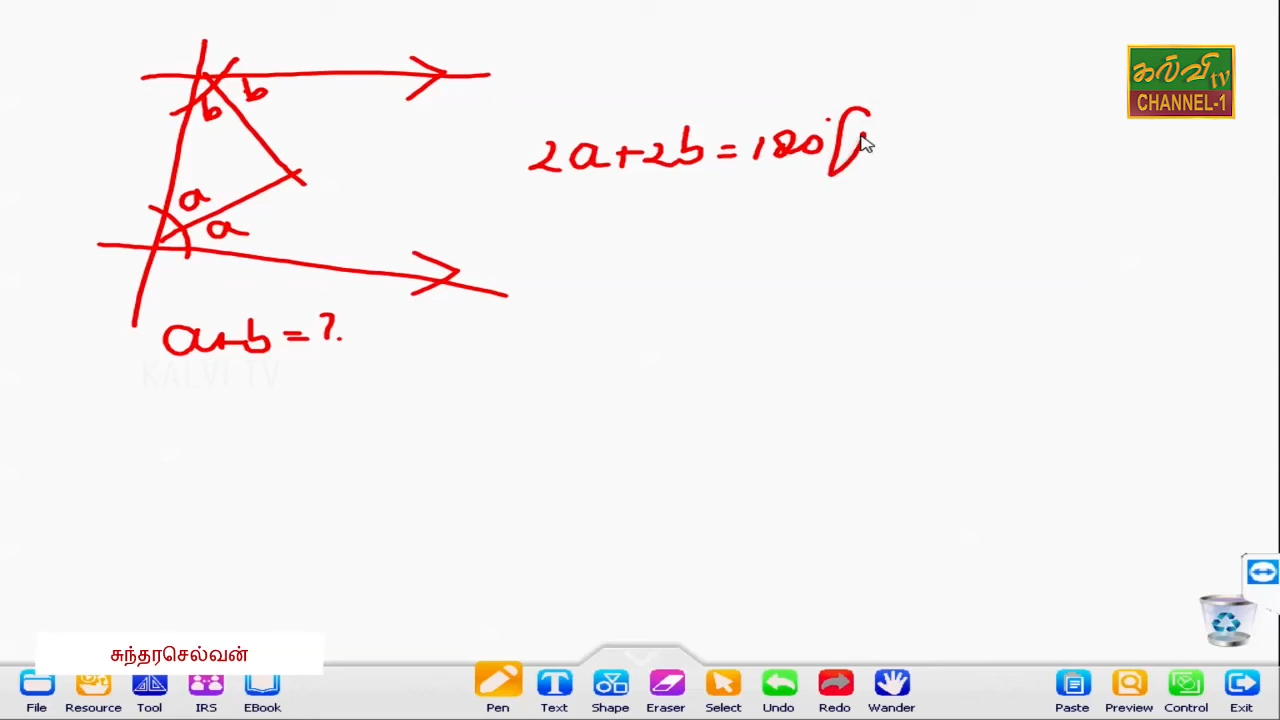 கல்வி tv
CHANNEL-1
b b
2a+2b=180°
a
a
a+b=?.
KALVI TV
சுந்தரசெல்வன்
File Resource Tool IRS EBook Pen Text Shape Eraser Select Undo Redo Wander Paste Preview Control Exit